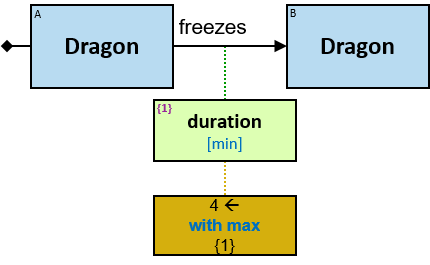 A
Dragon
freezes
B
Dragon
{1}
duration
[min]
4 ←
with max
{1}